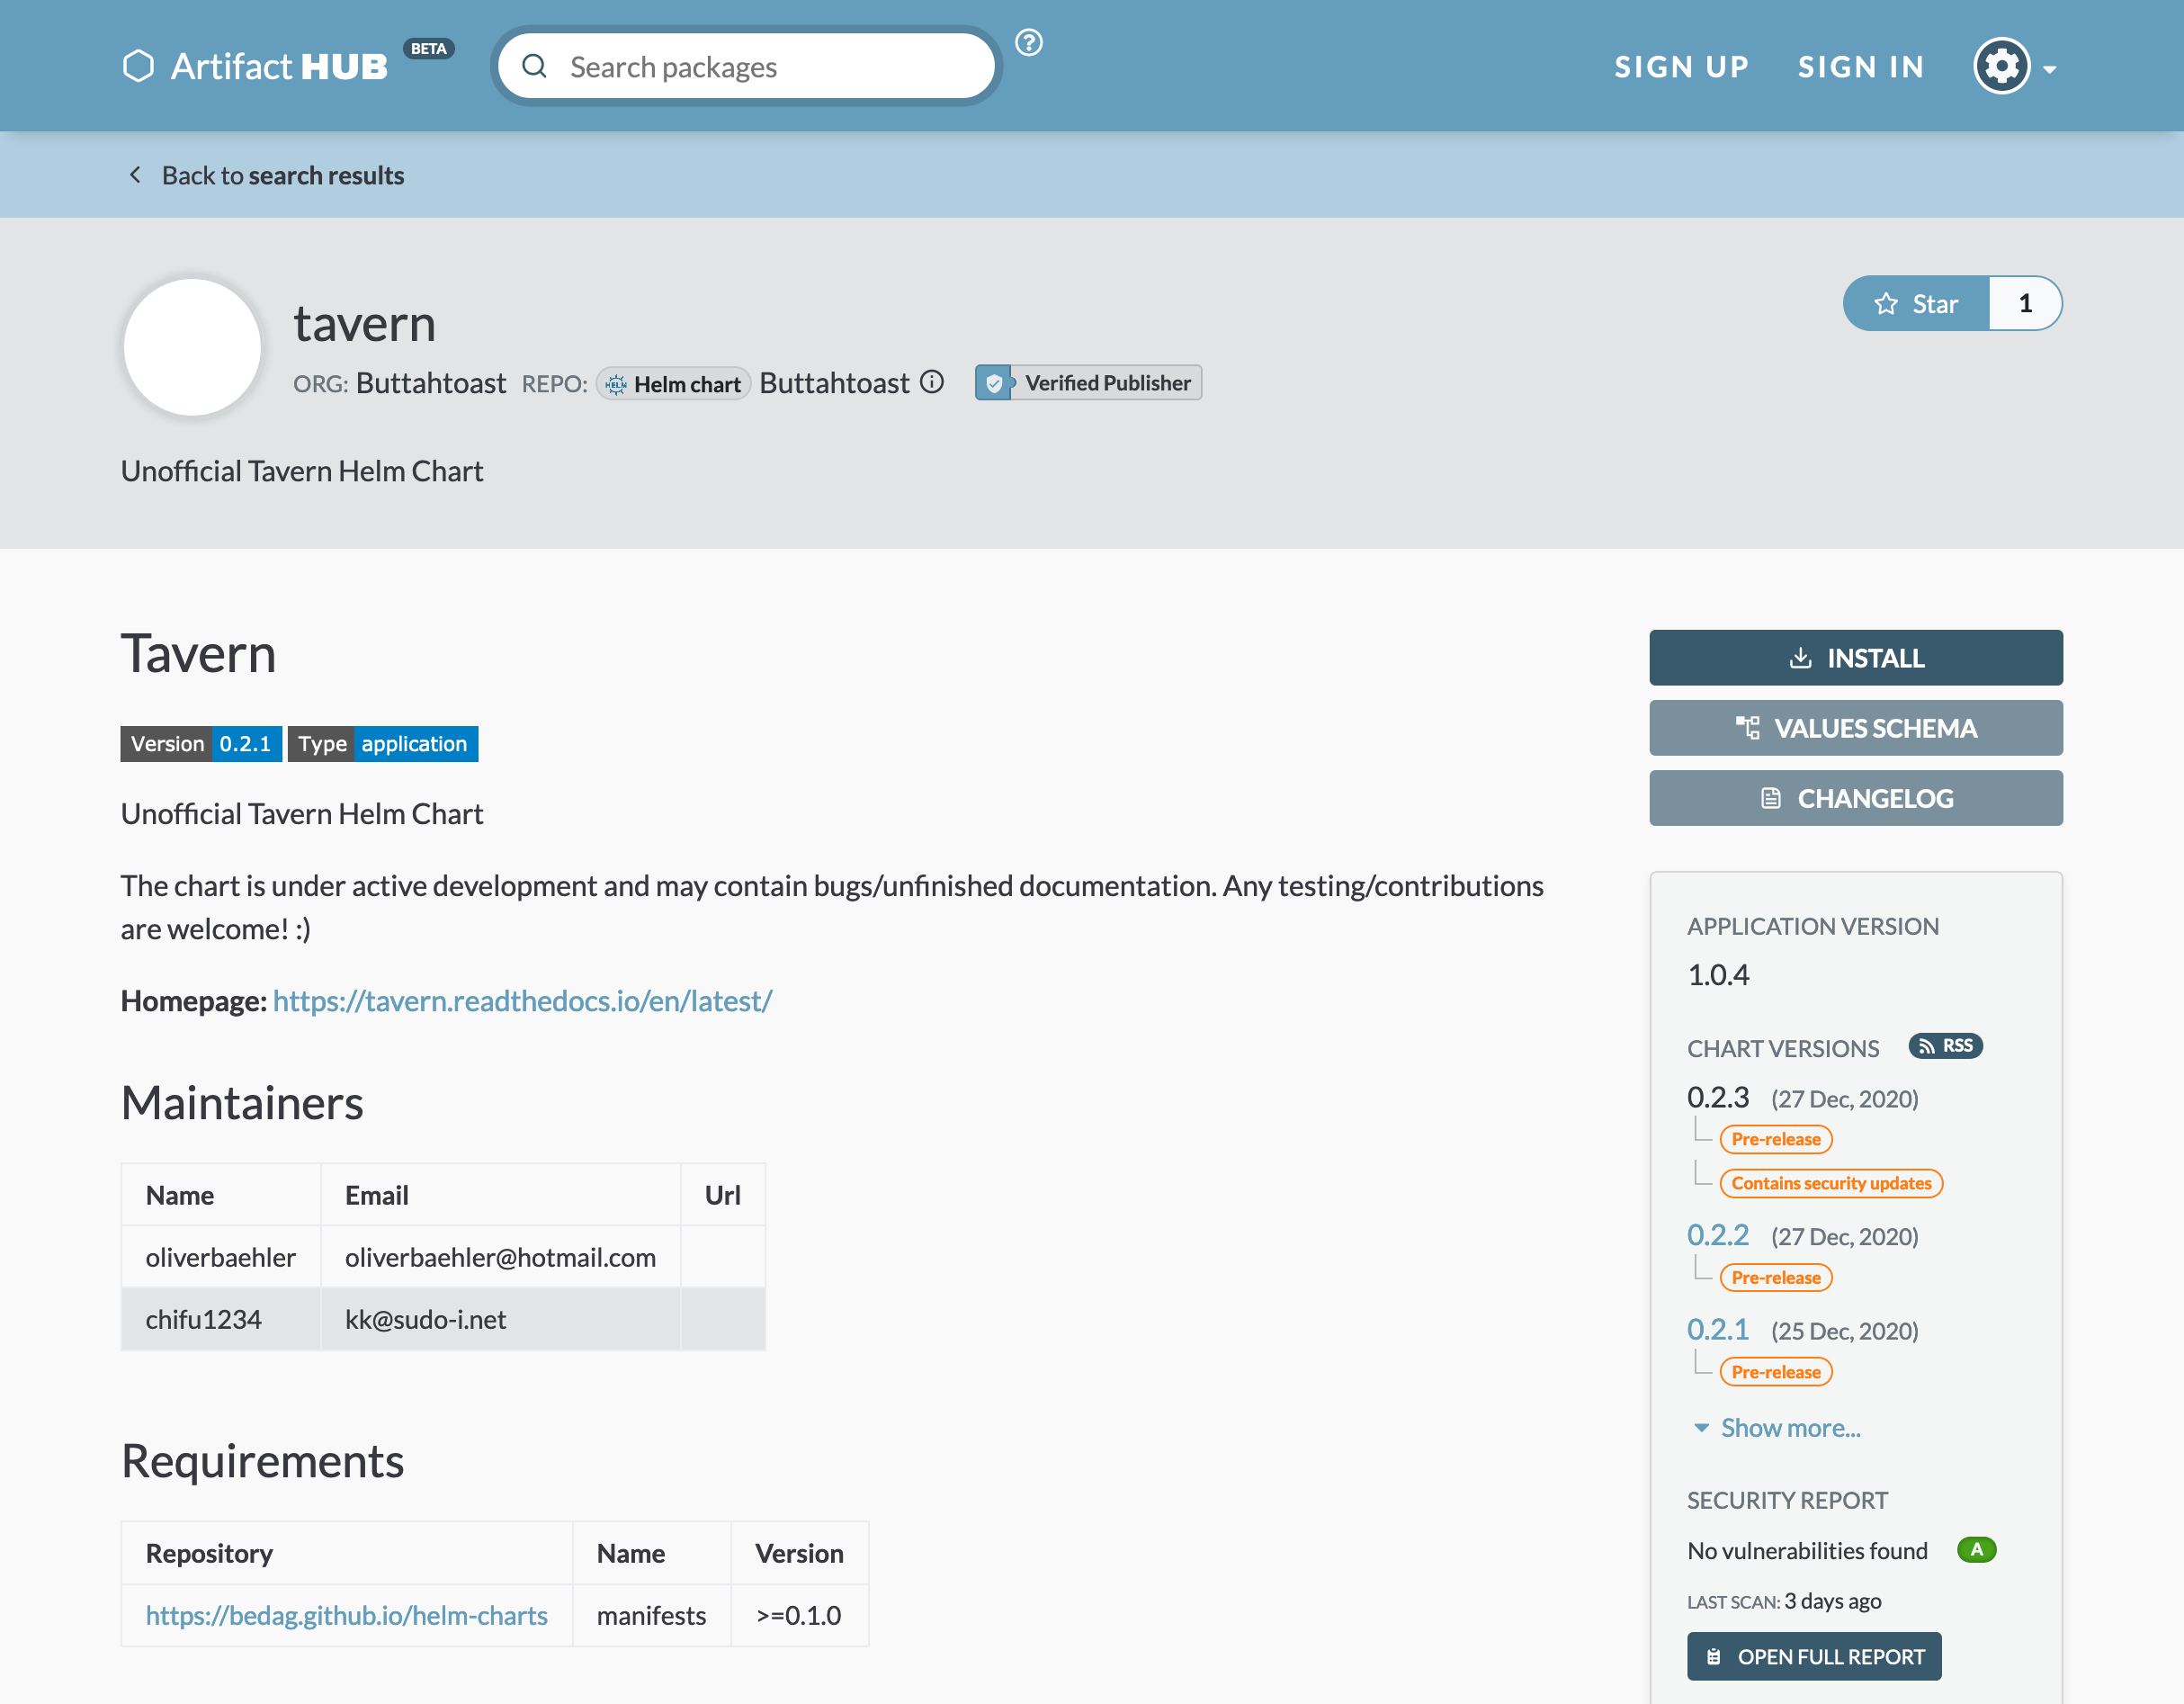 Artifact HUB BETA
Search packages
SIGN UP SIGN IN
Back to search results
tavern
Star 1
ORG: Buttahtoast REPO: HELM Helm chart Buttahtoast Verified Publisher
Unofficial Tavern Helm Chart
Tavern
Version 0.2.1 Type application
Unofficial Tavern Helm Chart
The chart is under active development and may contain bugs/unfinished documentation. Any testing/contributions
are welcome! :)
Homepage: https://tavern.readthedocs.io/en/latest/
Maintainers
Name Email Url
oliverbaehler oliverbaehler@hotmail.com
chifu1234 kk@sudo-i.net
Requirements
Repository Name Version
https://bedag.github.io/helm-charts manifests >=0.1.0
INSTALL
VALUES SCHEMA
CHANGELOG
APPLICATION VERSION
1.0.4
CHART VERSIONS RSS
0.2.3 (27 Dec, 2020)
Pre-release
Contains security updates
0.2.2 (27 Dec, 2020)
Pre-release
0.2.1 (25 Dec, 2020)
Pre-release
Show more...
SECURITY REPORT
No vulnerabilities found A
LAST SCAN: 3 days ago
OPEN FULL REPORT